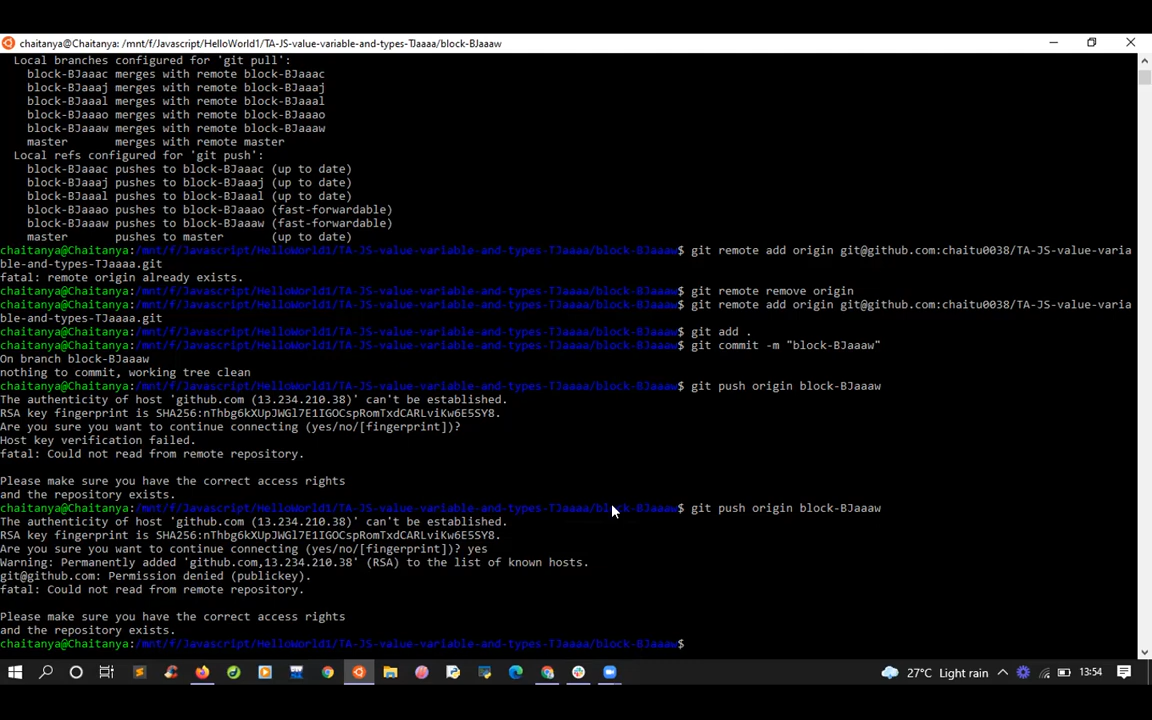 chaitanya@Chaitanya: /mnt/f/Javascript/HelloWorld1/TA-JS-value-variable-and-types-TJaaaa/block-BJaaaw
Local branches configured for 'git pull':
block-BJaaac merges with remote block-BJaaac
block-BJaaaj merges with remote block-BJaaaj
block-BJaaal merges with remote block-BJaaal
block-BJaaao merges with remote block-BJaaao
block-BJaaaw merges with remote block-BJaaaw
master merges with remote master
Local refs configured for 'git push':
block-BJaaac pushes to block-BJaaac (up to date)
block-BJaaaj pushes to block-BJaaaj (up to date)
block-BJaaal pushes to block-BJaaal (up to date)
block-BJaaao pushes to block-BJaaao (fast-forwardable)
block-BJaaaw pushes to block-BJaaaw (fast-forwardable)
master pushes to master (up to date)
chaitanya@Chaitanya:/mnt/f/Javascript/HelloWorld1/TA-JS-value-variable-and-types-TJaaaa/block-BJaaaw$ git remote add origin git@github.com:chaitu0038/TA-JS-value-varia
ble-and-types-TJaaaa.git
fatal: remote origin already exists.
chaitanya@Chaitanya:/mnt/f/Javascript/HelloWorld1/TA-JS-value-variable-and-types-TJaaaa/block-BJaaaw$ git remote remove origin
chaitanya@Chaitanya:/mnt/f/Javascript/HelloWorld1/TA-JS-value-variable-and-types-TJaaaa/block-BJaaaw$ git remote add origin git@github.com:chaitu0038/TA-JS-value-varia
ble-and-types-TJaaaa.git
chaitanya@Chaitanya:/mnt/f/Javascript/HelloWorld1/TA-JS-value-variable-and-types-TJaaaa/block-BJaaaw$ git add .
chaitanya@Chaitanya:/mnt/f/Javascript/HelloWorld1/TA-JS-value-variable-and-types-TJaaaa/block-BJaaaw$ git commit -m "block-BJaaaw"
On branch block-BJaaaw
nothing to commit, working tree clean
chaitanya@Chaitanya:/mnt/f/Javascript/HelloWorld1/TA-JS-value-variable-and-types-TJaaaa/block-BJaaaw$ git push origin block-BJaaaw
The authenticity of host 'github.com (13.234.210.38)' can't be established.
RSA key fingerprint is SHA256:nThbg6kXUpJWGl7E1IGOCspRomTxdCARLviKw6E5SY8.
Are you sure you want to continue connecting (yes/no/[fingerprint])?
Host key verification failed.
fatal: Could not read from remote repository.
Please make sure you have the correct access rights
and the repository exists.
chaitanya@Chaitanya:/mnt/f/Javascript/HelloWorld1/TA-JS-value-variable-and-types-TJaaaa/block-BJaaaw$ git push origin block-BJaaaw
The authenticity of host 'github.com (13.234.210.38)' can't be established.
RSA key fingerprint is SHA256:nThbg6kXUpJWGl7E1IGOCspRomTxdCARLviKw6E5SY8.
Are you sure you want to continue connecting (yes/no/[fingerprint])? yes
Warning: Permanently added 'github.com,13.234.210.38' (RSA) to the list of known hosts.
git@github.com: Permission denied (publickey).
fatal: Could not read from remote repository.
Please make sure you have the correct access rights
and the repository exists.
chaitanya@Chaitanya:/mnt/f/Javascript/HelloWorld1/TA-JS-value-variable-and-types-TJaaaa/block-BJaaaw$
27°C Light rain 13:54